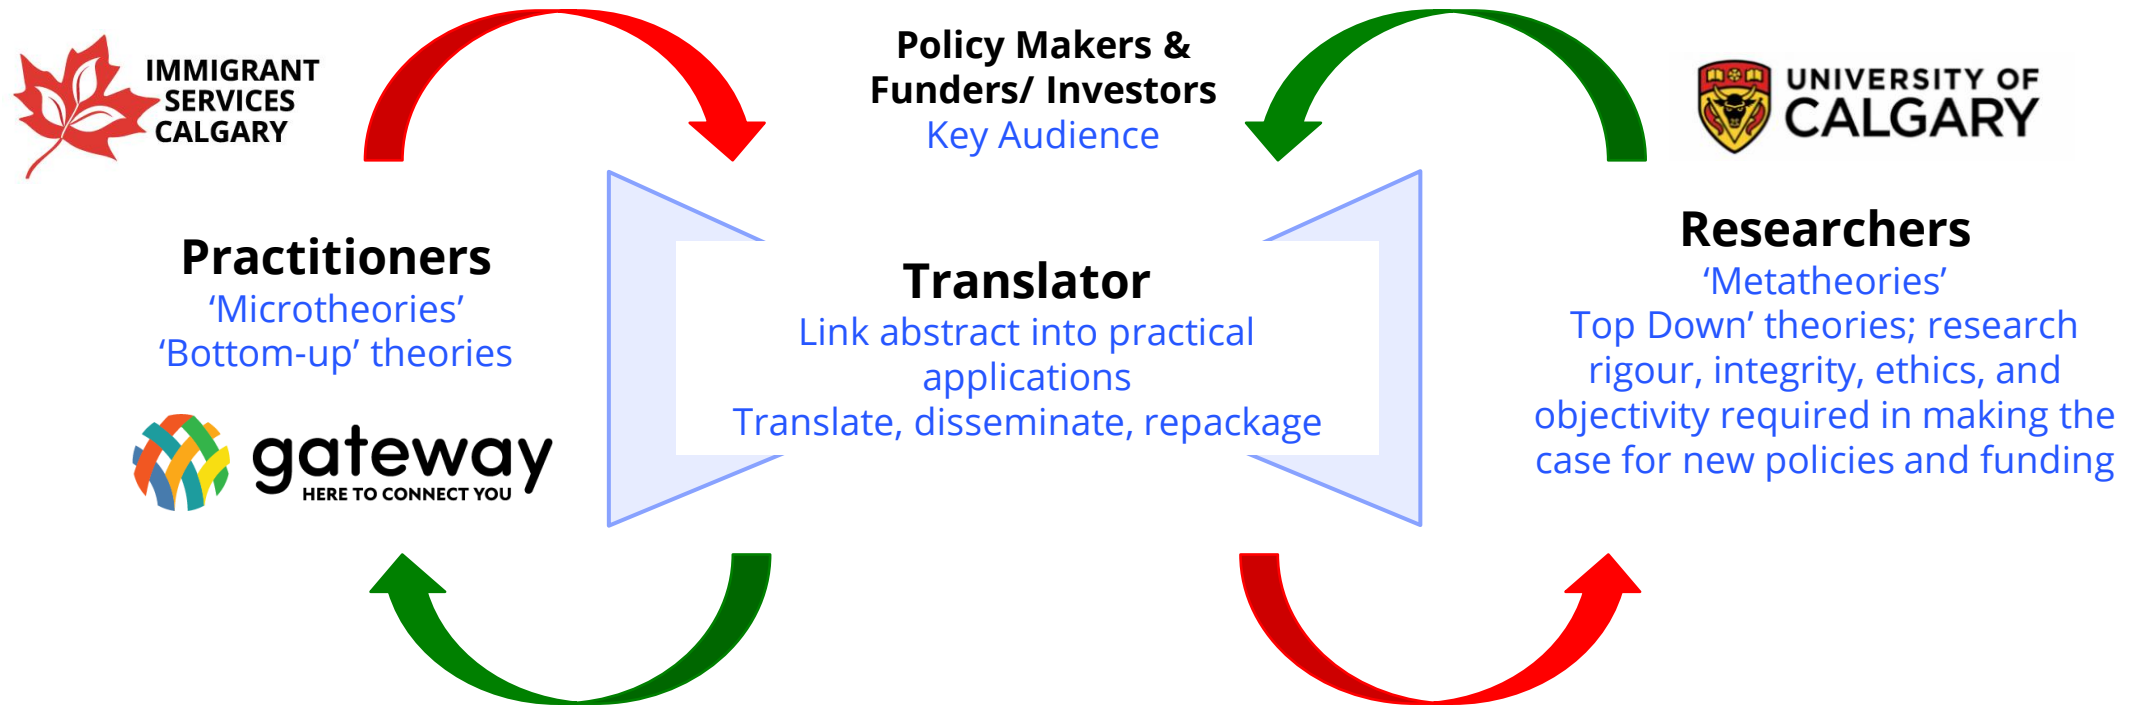 IMMIGRANT
SERVICES
CALGARY
Policy Makers &
Funders/ Investors
Key Audience
UNIVERSITY OF
CALGARY
Practitioners
‘Microtheories’
‘Bottom-up’ theories
gateway
HERE TO CONNECT YOU
Translator
Link abstract into practical
applications
Translate, disseminate, repackage
Researchers
‘Metatheories’
Top Down’ theories; research
rigour, integrity, ethics, and
objectivity required in making the
case for new policies and funding